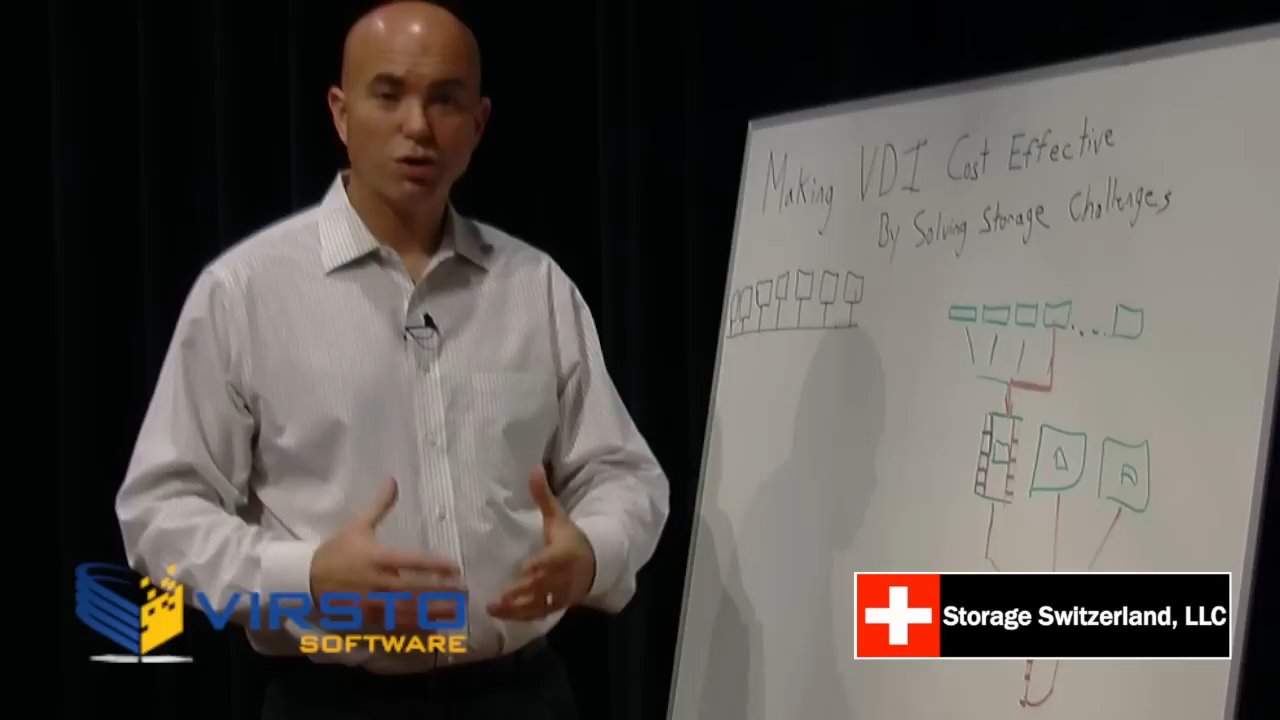 Making VDI Cost Effective
By Solving Storage Challenges
VIRSTO
SOFTWARE
Storage Switzerland, LLC